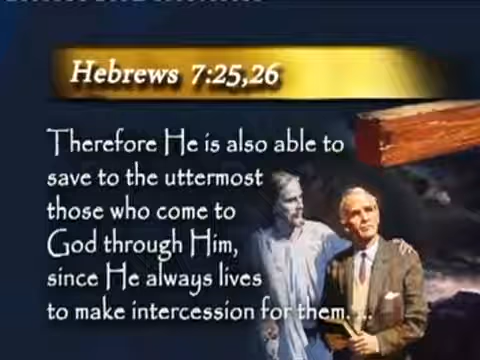 Hebrews 7:25,26
Therefore He is also able to
save to the uttermost
those who come to
God through Him,
since He always lives
to make intercession for them. ...